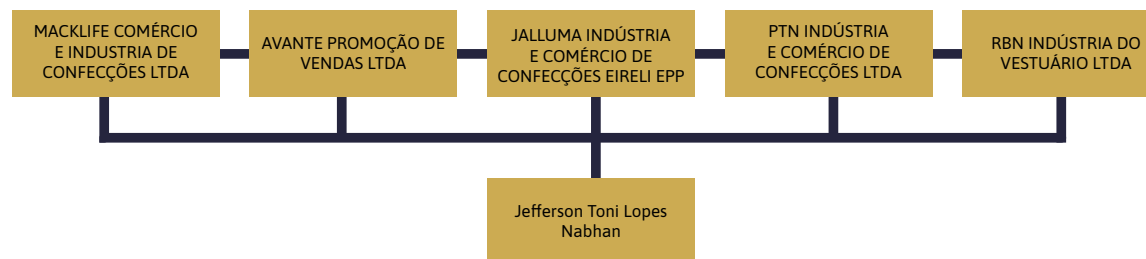 MACKLIFE COMÉRCIO
E INDUSTRIA DE
CONFECÇÕES LTDA
AVANTE PROMOÇÃO DE
VENDAS LTDA
JALLUMA INDÚSTRIA
E COMÉRCIO DE
CONFECÇÕES EIRELI EPP
PTN INDÚSTRIA
E COMÉRCIO DE
CONFECÇÕES LTDA
RBN INDÚSTRIA DO
VESTUÁRIO LTDA
Jefferson Toni Lopes
Nabhan